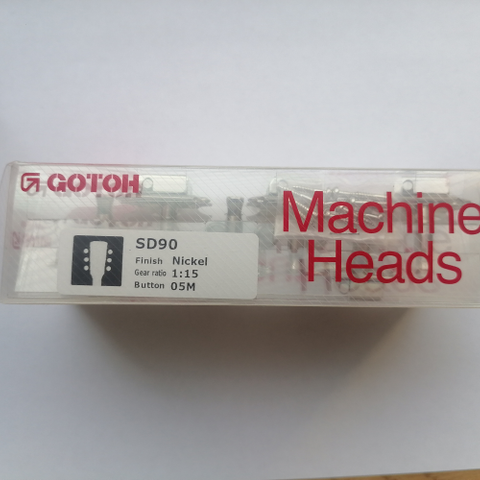 GOTOH
Machine
Heads
SD90
Finish Nickel
Gear ratio 1:15
Button 05M